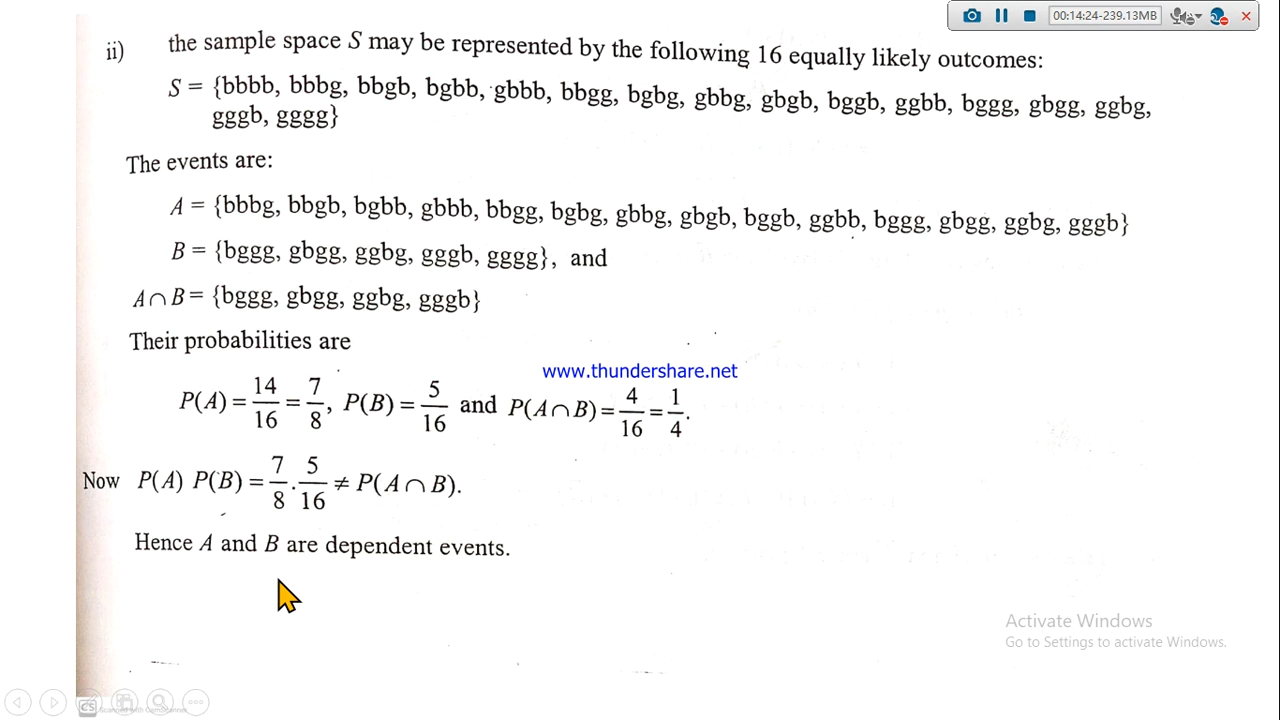 00:14:24-239.13MB
ii) the sample space S may be represented by the following 16 equally likely outcomes:
S = {bbbb, bbbg, bbgb, bgbb, gbbb, bbgg, bgbg, gbbg, gbgb, bggb, ggbb, bggg, gbgg, ggbg,
gggb, gggg}
The events are:
A = {bbbg, bbgb, bgbb, gbbb, bbgg, bgbg, gbbg, gbgb, bggb, ggbb, bggg, gbgg, ggbg, gggb}
B = {bggg, gbgg, ggbg, gggb, gggg}, and
A∩B = {bggg, gbgg, ggbg, gggb}
Their probabilities are
www.thundershare.net
P(A) = 14/16 = 7/8, P(B) = 5/16 and P(A∩B) = 4/16 = 1/4.
Now P(A) P(B) = 7/8 . 5/16 ≠ P(A∩B).
Hence A and B are dependent events.
Activate Windows
Go to Settings to activate Windows.
CS Scanned with CamScanner